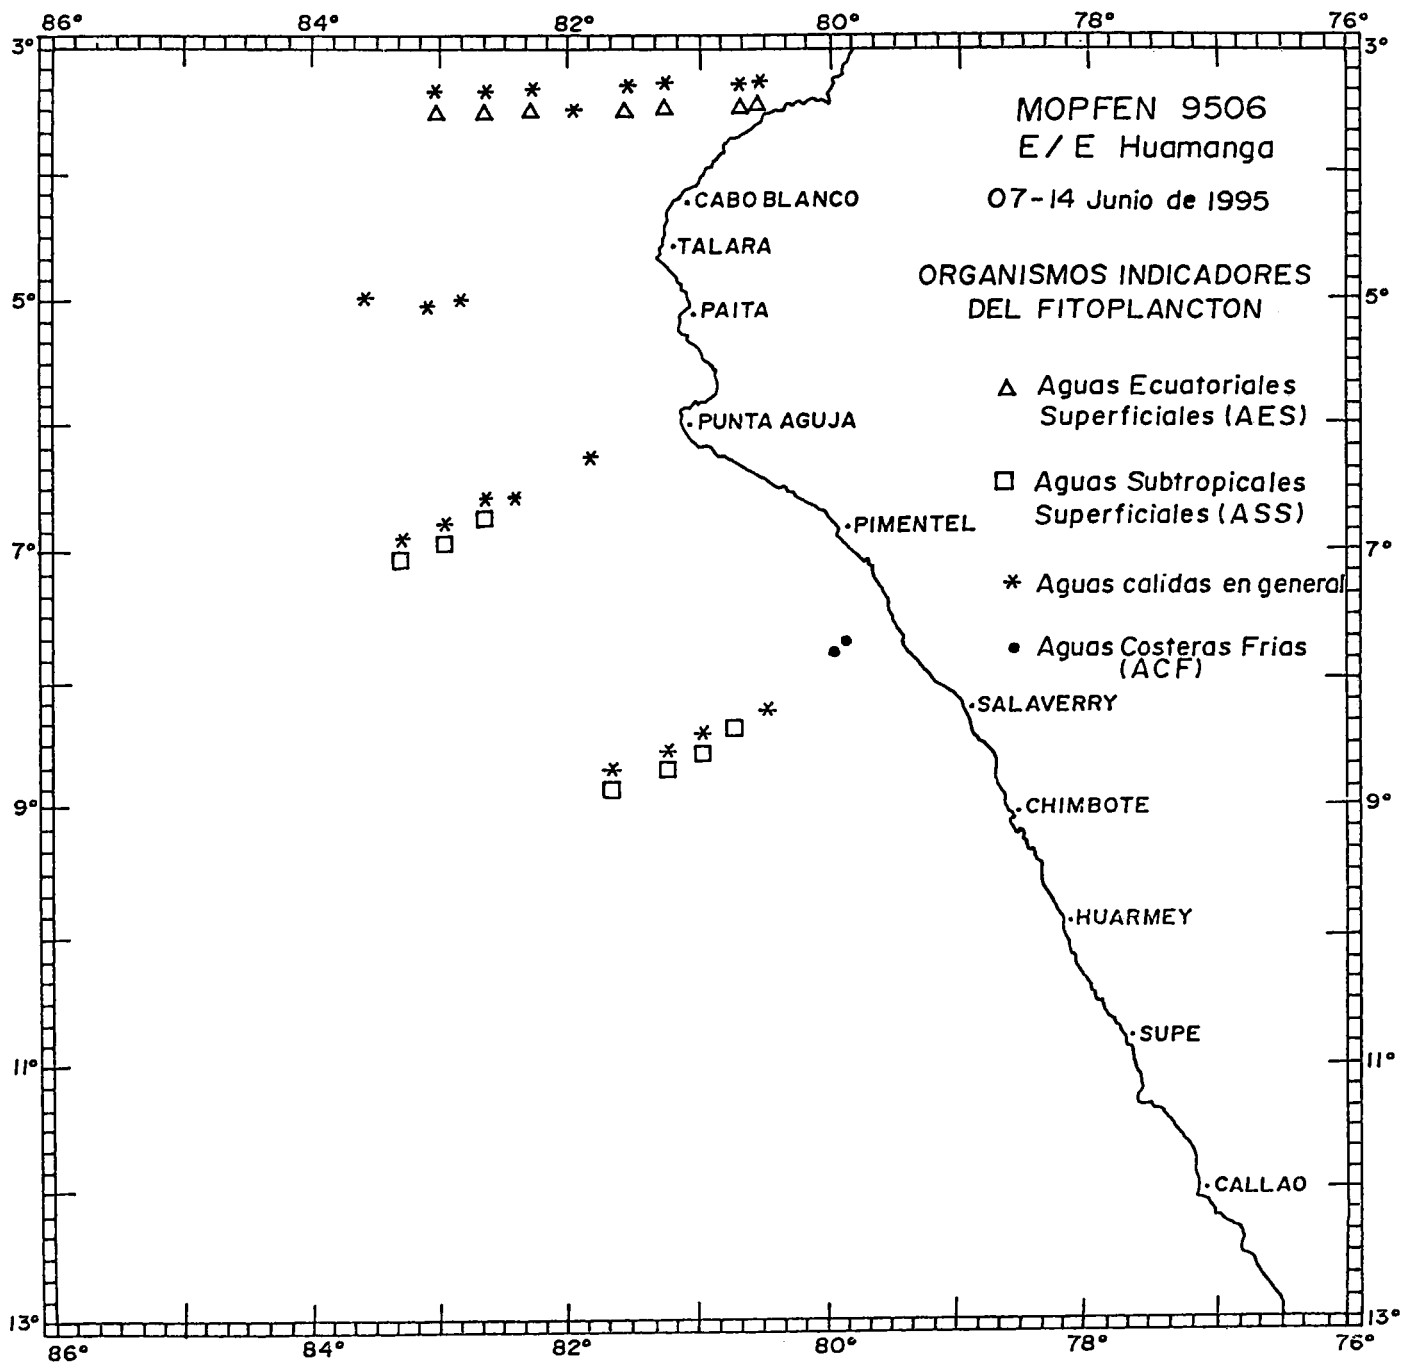 86° 84° 82° 80° 78° 76°
3° 3°
MOPFEN 9506
E/E Huamanga
07-14 Junio de 1995
CABO BLANCO
TALARA
ORGANISMOS INDICADORES
DEL FITOPLANCTON
5° 5°
PAITA
Aguas Ecuatoriales
Superficiales (AES)
PUNTA AGUJA
Aguas Subtropicales
Superficiales (ASS)
PIMENTEL
7° 7°
Aguas calidas en general
Aguas Costeras Frias
(ACF)
SALAVERRY
9° 9°
CHIMBOTE
HUARMEY
SUPE
11° 11°
CALLAO
13° 13°
86° 84° 82° 80° 78° 76°